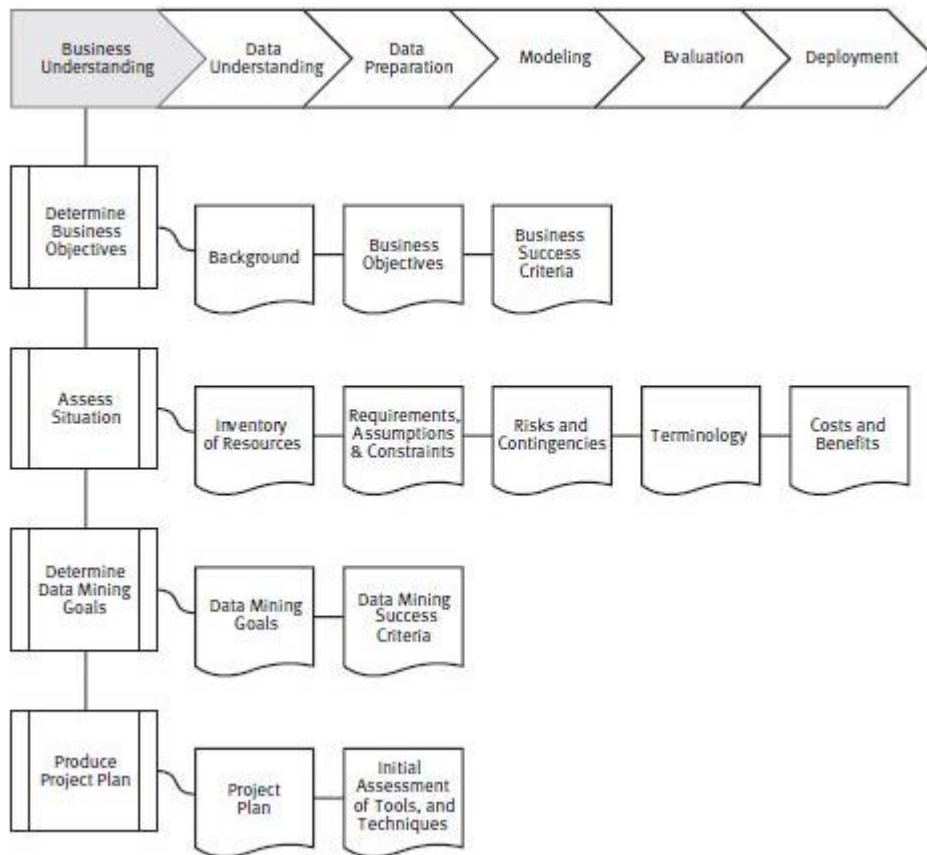 Business
Understanding
Data
Understanding
Data
Preparation
Modeling
Evaluation
Deployment
Determine
Business
Objectives
Background
Business
Objectives
Business
Success
Criteria
Assess
Situation
Inventory
of Resources
Requirements,
Assumptions
& Constraints
Risks and
Contingencies
Terminology
Costs and
Benefits
Determine
Data Mining
Goals
Data Mining
Goals
Data Mining
Success
Criteria
Produce
Project Plan
Project
Plan
Initial
Assessment
of Tools, and
Techniques